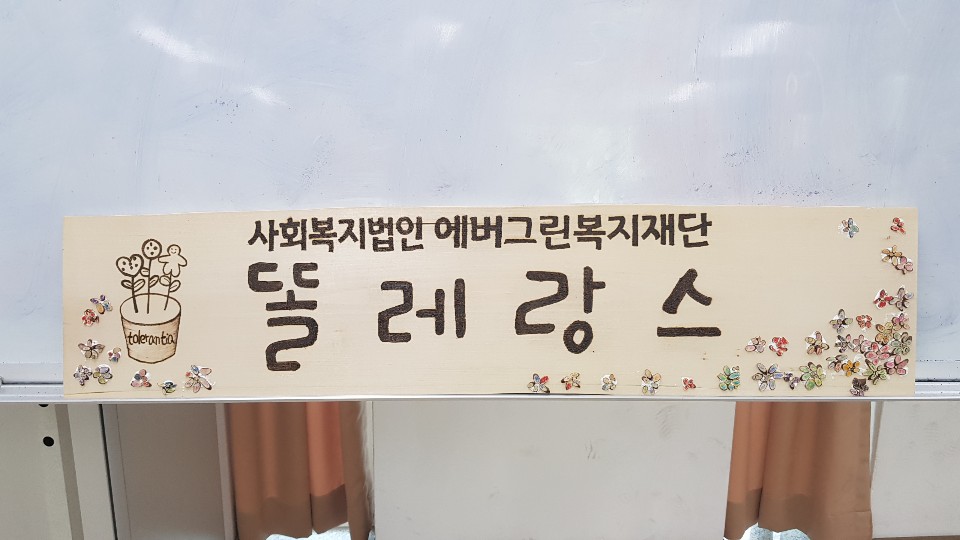 사회복지법인 에버그린복지재단
똘레랑스
tolerantia